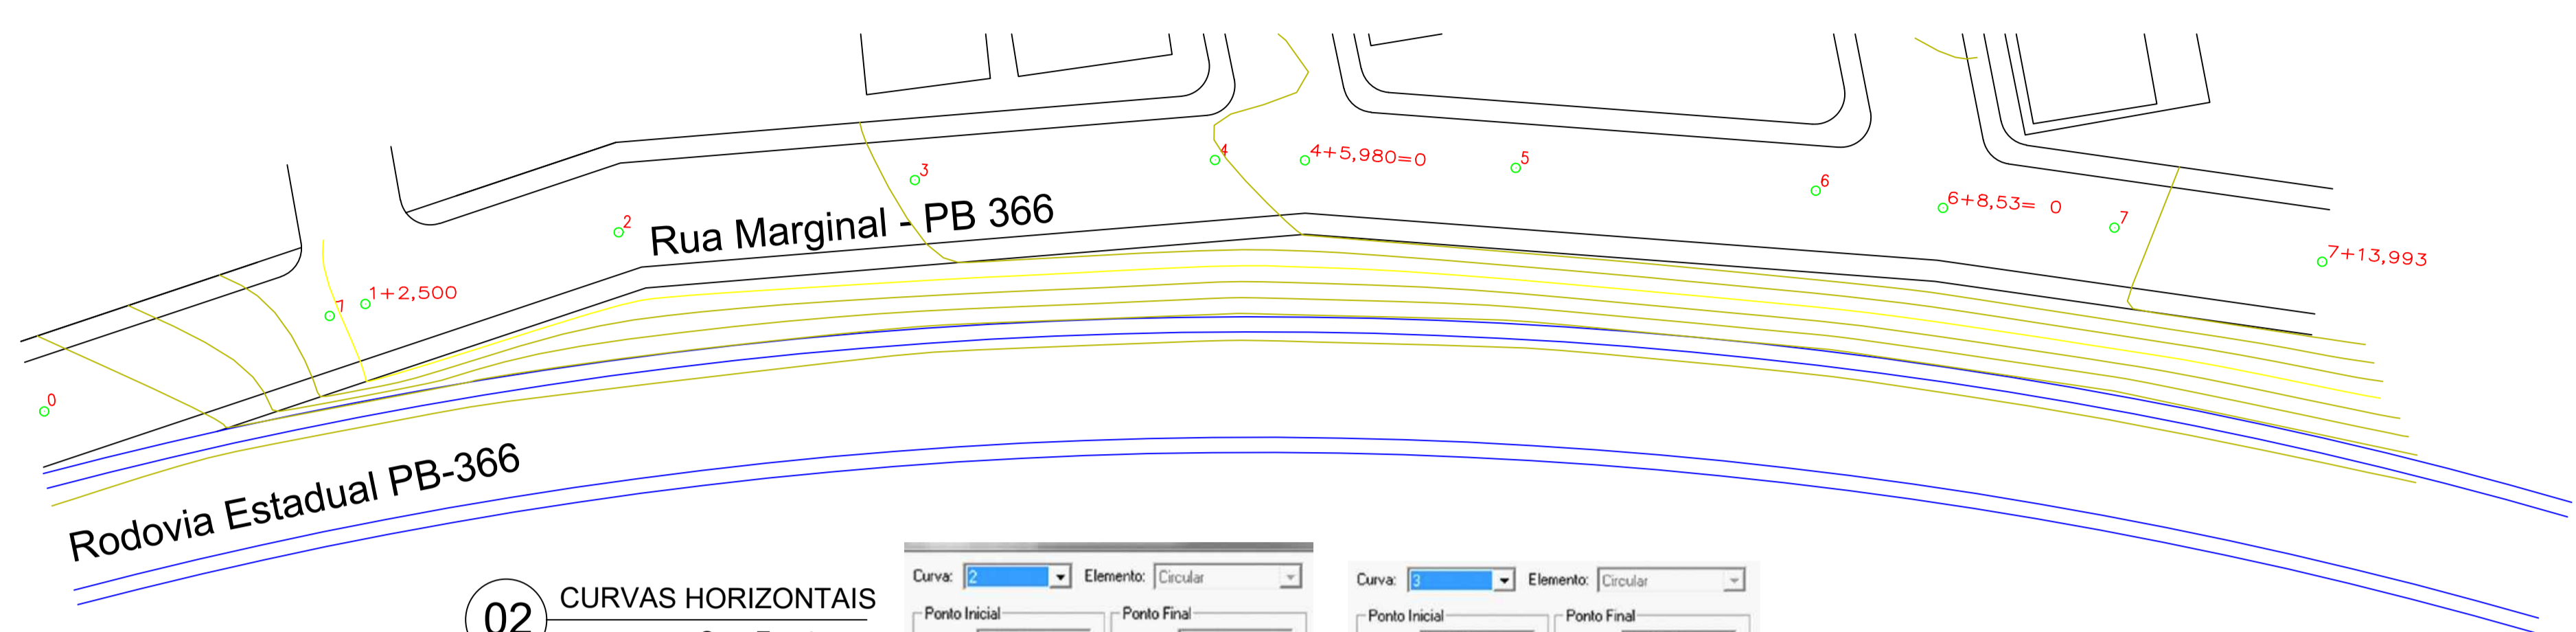 4
4+5,980=0
5
3
6
6+8,53= 0
7
2
Rua Marginal - PB 366
7+13,993
1+2,500
1
0
Rodovia Estadual PB-366
02
CURVAS HORIZONTAIS
Curva: 2 Elemento: Circular
Ponto Inicial Ponto Final
Curva: 3 Elemento: Circular
Ponto Inicial Ponto Final